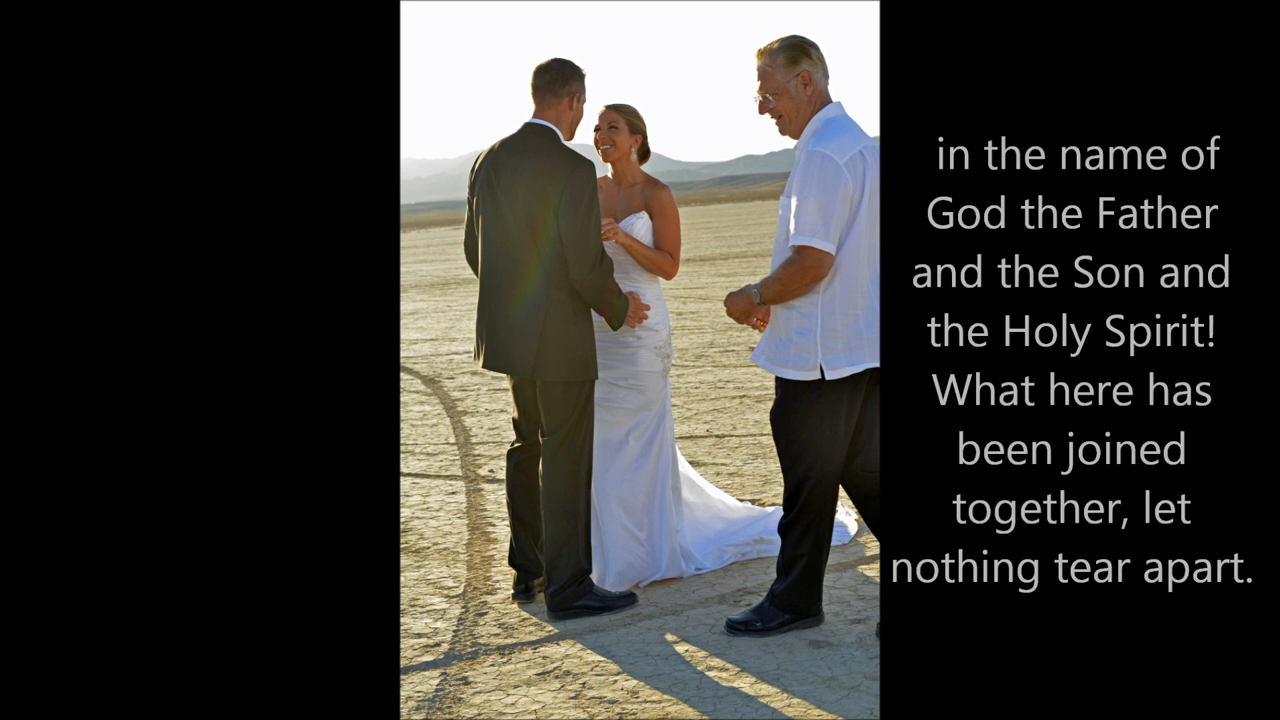 in the name of
God the Father
and the Son and
the Holy Spirit!
What here has
been joined
together, let
nothing tear apart.